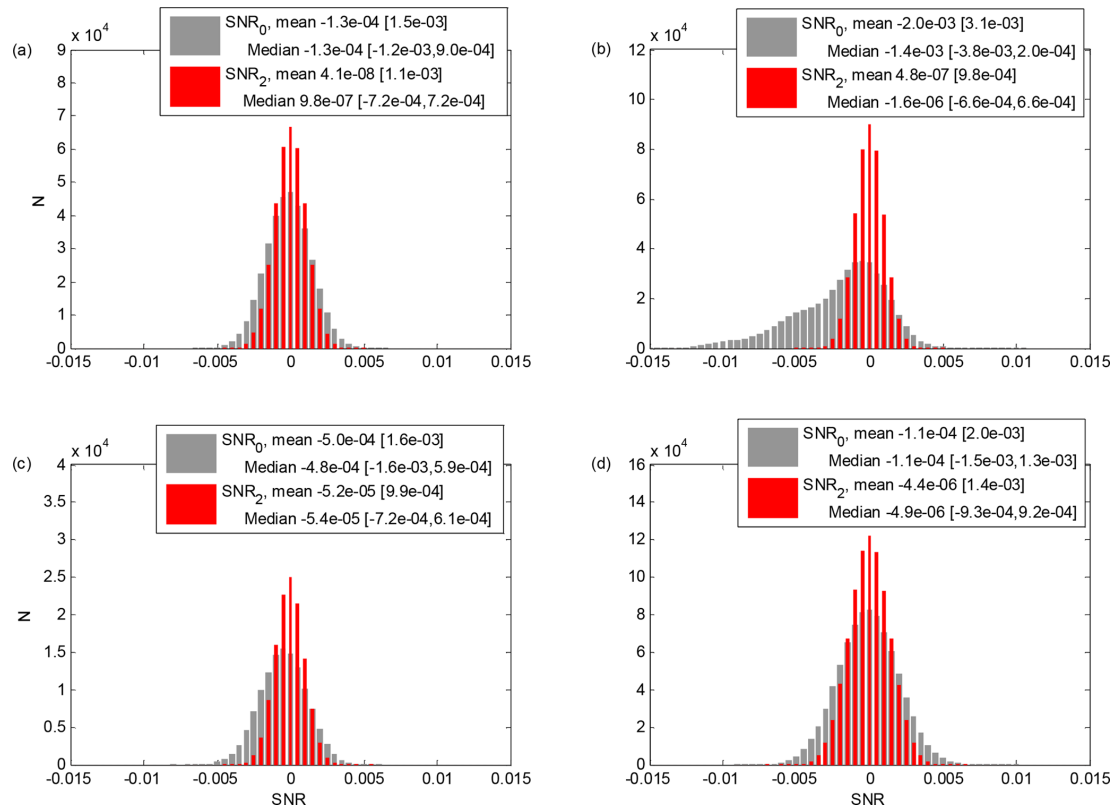 (a)
x 10^4
SNR_0, mean -1.3e-04 [1.5e-03]
Median -1.3e-04 [-1.2e-03,9.0e-04]
SNR_2, mean 4.1e-08 [1.1e-03]
Median 9.8e-07 [-7.2e-04,7.2e-04]
9
8
7
6
5
4
3
2
1
0
N
-0.015 -0.01 -0.005 0 0.005 0.01 0.015
(b)
x 10^4
SNR_0, mean -2.0e-03 [3.1e-03]
Median -1.4e-03 [-3.8e-03,2.0e-04]
SNR_2, mean 4.8e-07 [9.8e-04]
Median -1.6e-06 [-6.6e-04,6.6e-04]
12
10
8
6
4
2
0
-0.015 -0.01 -0.005 0 0.005 0.01 0.015
(c)
x 10^4
SNR_0, mean -5.0e-04 [1.6e-03]
Median -4.8e-04 [-1.6e-03,5.9e-04]
SNR_2, mean -5.2e-05 [9.9e-04]
Median -5.4e-05 [-7.2e-04,6.1e-04]
4
3.5
3
2.5
2
1.5
1
0.5
0
N
-0.015 -0.01 -0.005 0 0.005 0.01 0.015
SNR
(d)
x 10^4
SNR_0, mean -1.1e-04 [2.0e-03]
Median -1.1e-04 [-1.5e-03,1.3e-03]
SNR_2, mean -4.4e-06 [1.4e-03]
Median -4.9e-06 [-9.3e-04,9.2e-04]
16
14
12
10
8
6
4
2
0
-0.015 -0.01 -0.005 0 0.005 0.01 0.015
SNR